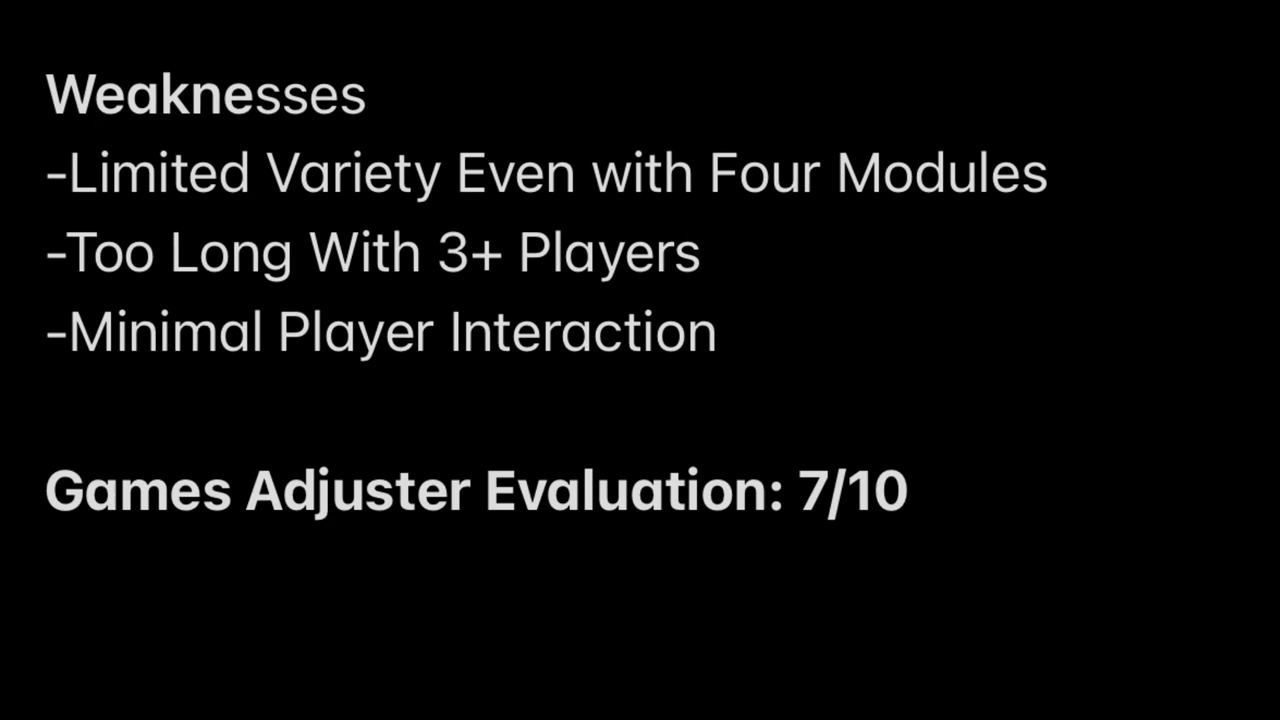 Weaknesses
-Limited Variety Even with Four Modules
-Too Long With 3+ Players
-Minimal Player Interaction
Games Adjuster Evaluation: 7/10